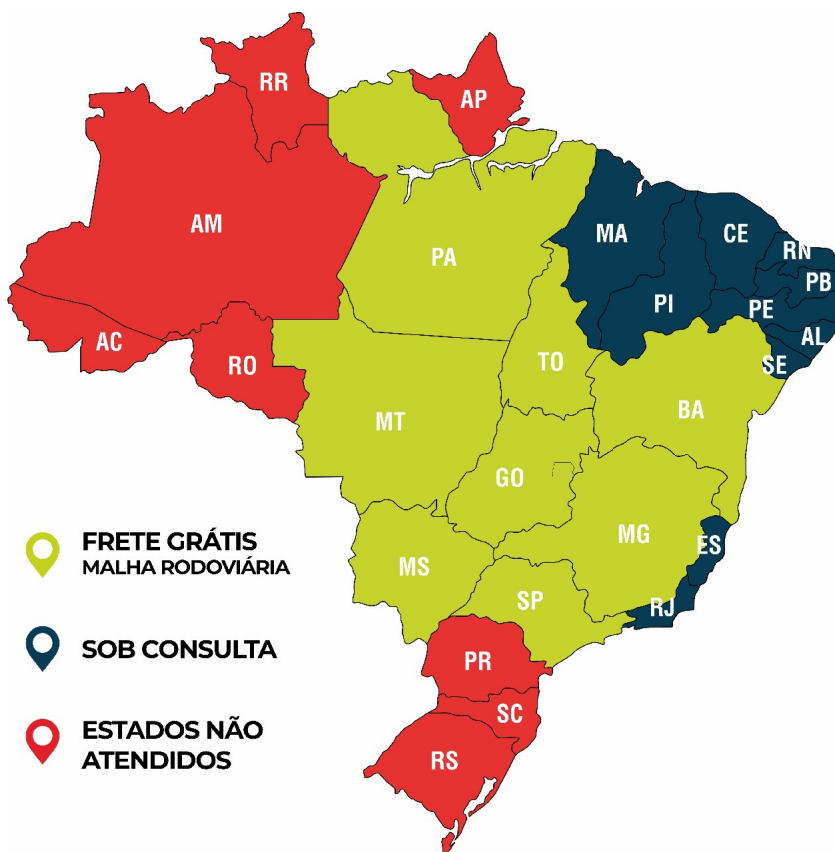 RR
AP
AM
PA
MA
CE
RN
PB
PI
PE
AL
SE
AC
RO
TO
BA
MT
GO
MG
ES
MS
SP
RJ
PR
SC
RS
FRETE GRÁTIS
MALHA RODOVIÁRIA
SOB CONSULTA
ESTADOS NÃO
ATENDIDOS